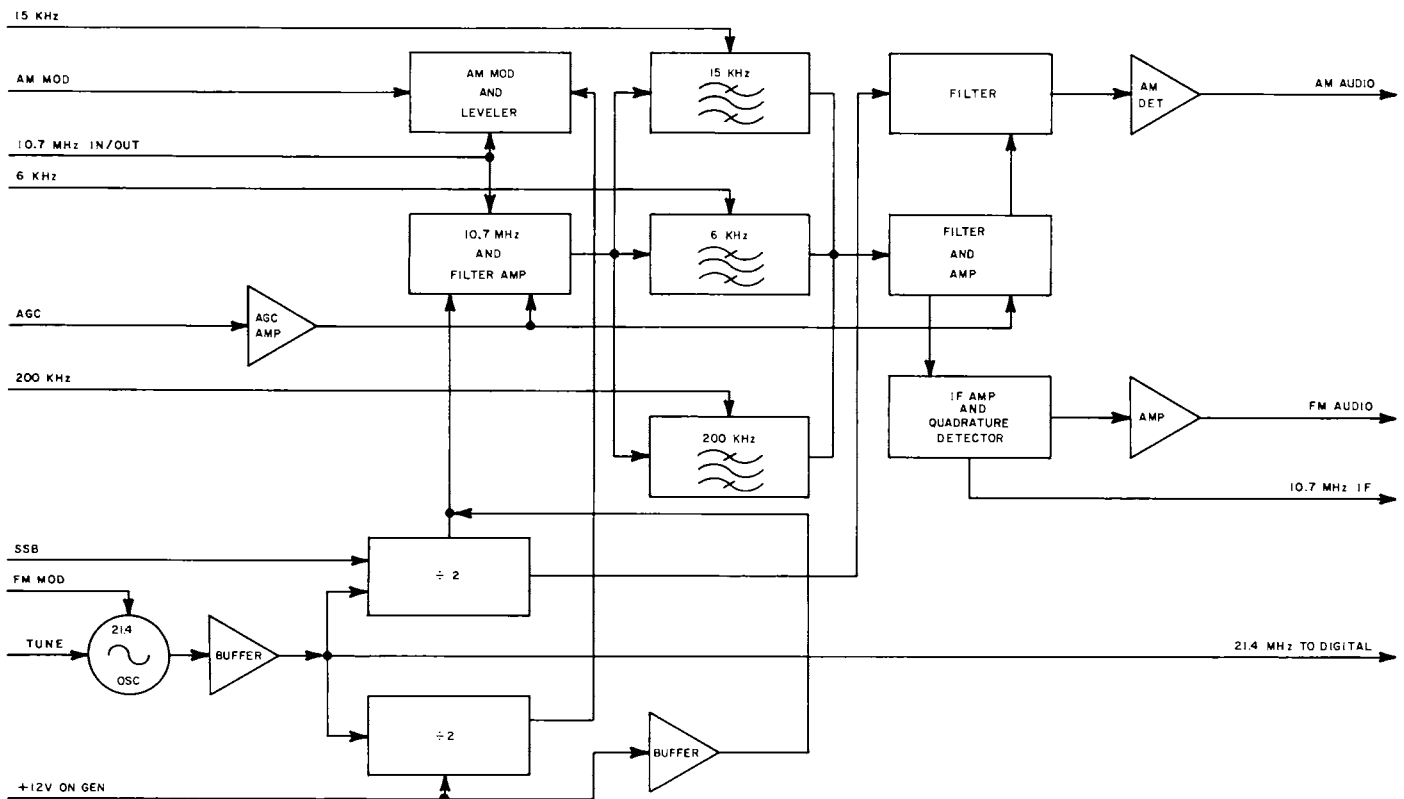 15 KHz
AM MOD
AM MOD
AND
LEVELER
15 KHz
FILTER
AM
DET
AM AUDIO
10.7 MHz IN/OUT
6 KHz
10.7 MHz
AND
FILTER AMP
6 KHz
FILTER
AND
AMP
AGC
AGC
AMP
200 KHz
200 KHz
IF AMP
AND
QUADRATURE
DETECTOR
AMP
FM AUDIO
10.7 MHz IF
SSB
÷ 2
FM MOD
TUNE
21.4
OSC
BUFFER
21.4 MHz TO DIGITAL
÷2
BUFFER
+12V ON GEN